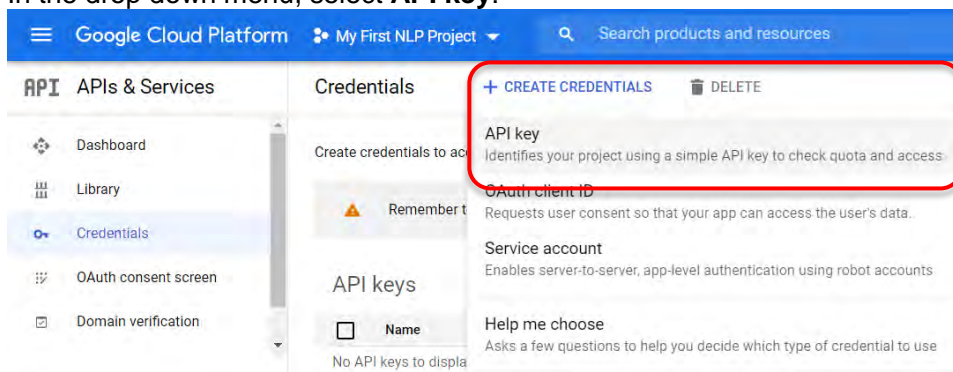 in the drop down menu, select API key.
Google Cloud Platform My First NLP Project Search products and resources
API APIs & Services
Dashboard
Library
Credentials
OAuth consent screen
Domain verification
Credentials
Create credentials to acc
Remember t
API keys
Name
No API keys to displa
+ CREATE CREDENTIALS DELETE
API key
Identifies your project using a simple API key to check quota and access
OAuth client ID
Requests user consent so that your app can access the user's data.
Service account
Enables server-to-server, app-level authentication using robot accounts
Help me choose
Asks a few questions to help you decide which type of credential to use